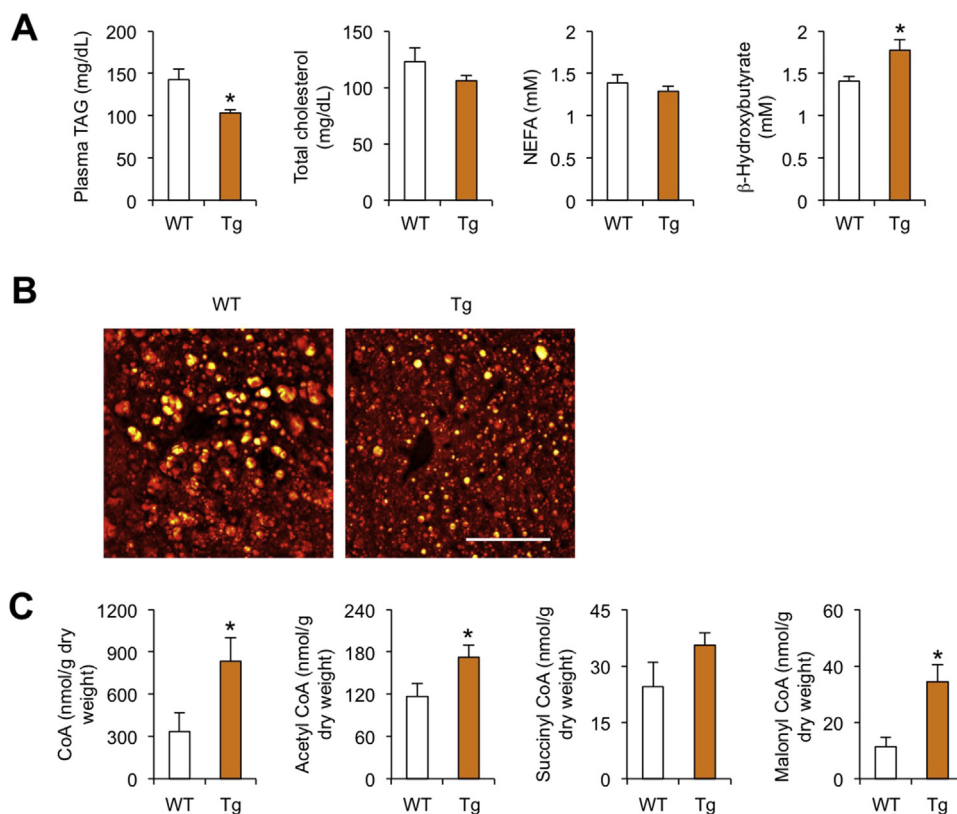 A
Plasma TAG (mg/dL)
200
150
100
50
0
*
WT Tg
Total cholesterol
(mg/dL)
150
100
50
0
WT Tg
NEFA (mM)
2
1.5
1
0.5
0
WT Tg
β-Hydroxybutyrate
(mM)
2
1.5
1
0.5
0
*
WT Tg
B
WT Tg
C
CoA (nmol/g dry
weight)
1200
900
600
300
0
*
WT Tg
Acetyl CoA (nmol/g
dry weight)
240
180
120
60
0
*
WT Tg
Succinyl CoA (nmol/g
dry weight)
45
30
15
0
WT Tg
Malonyl CoA (nmol/g
dry weight)
60
40
20
0
*
WT Tg